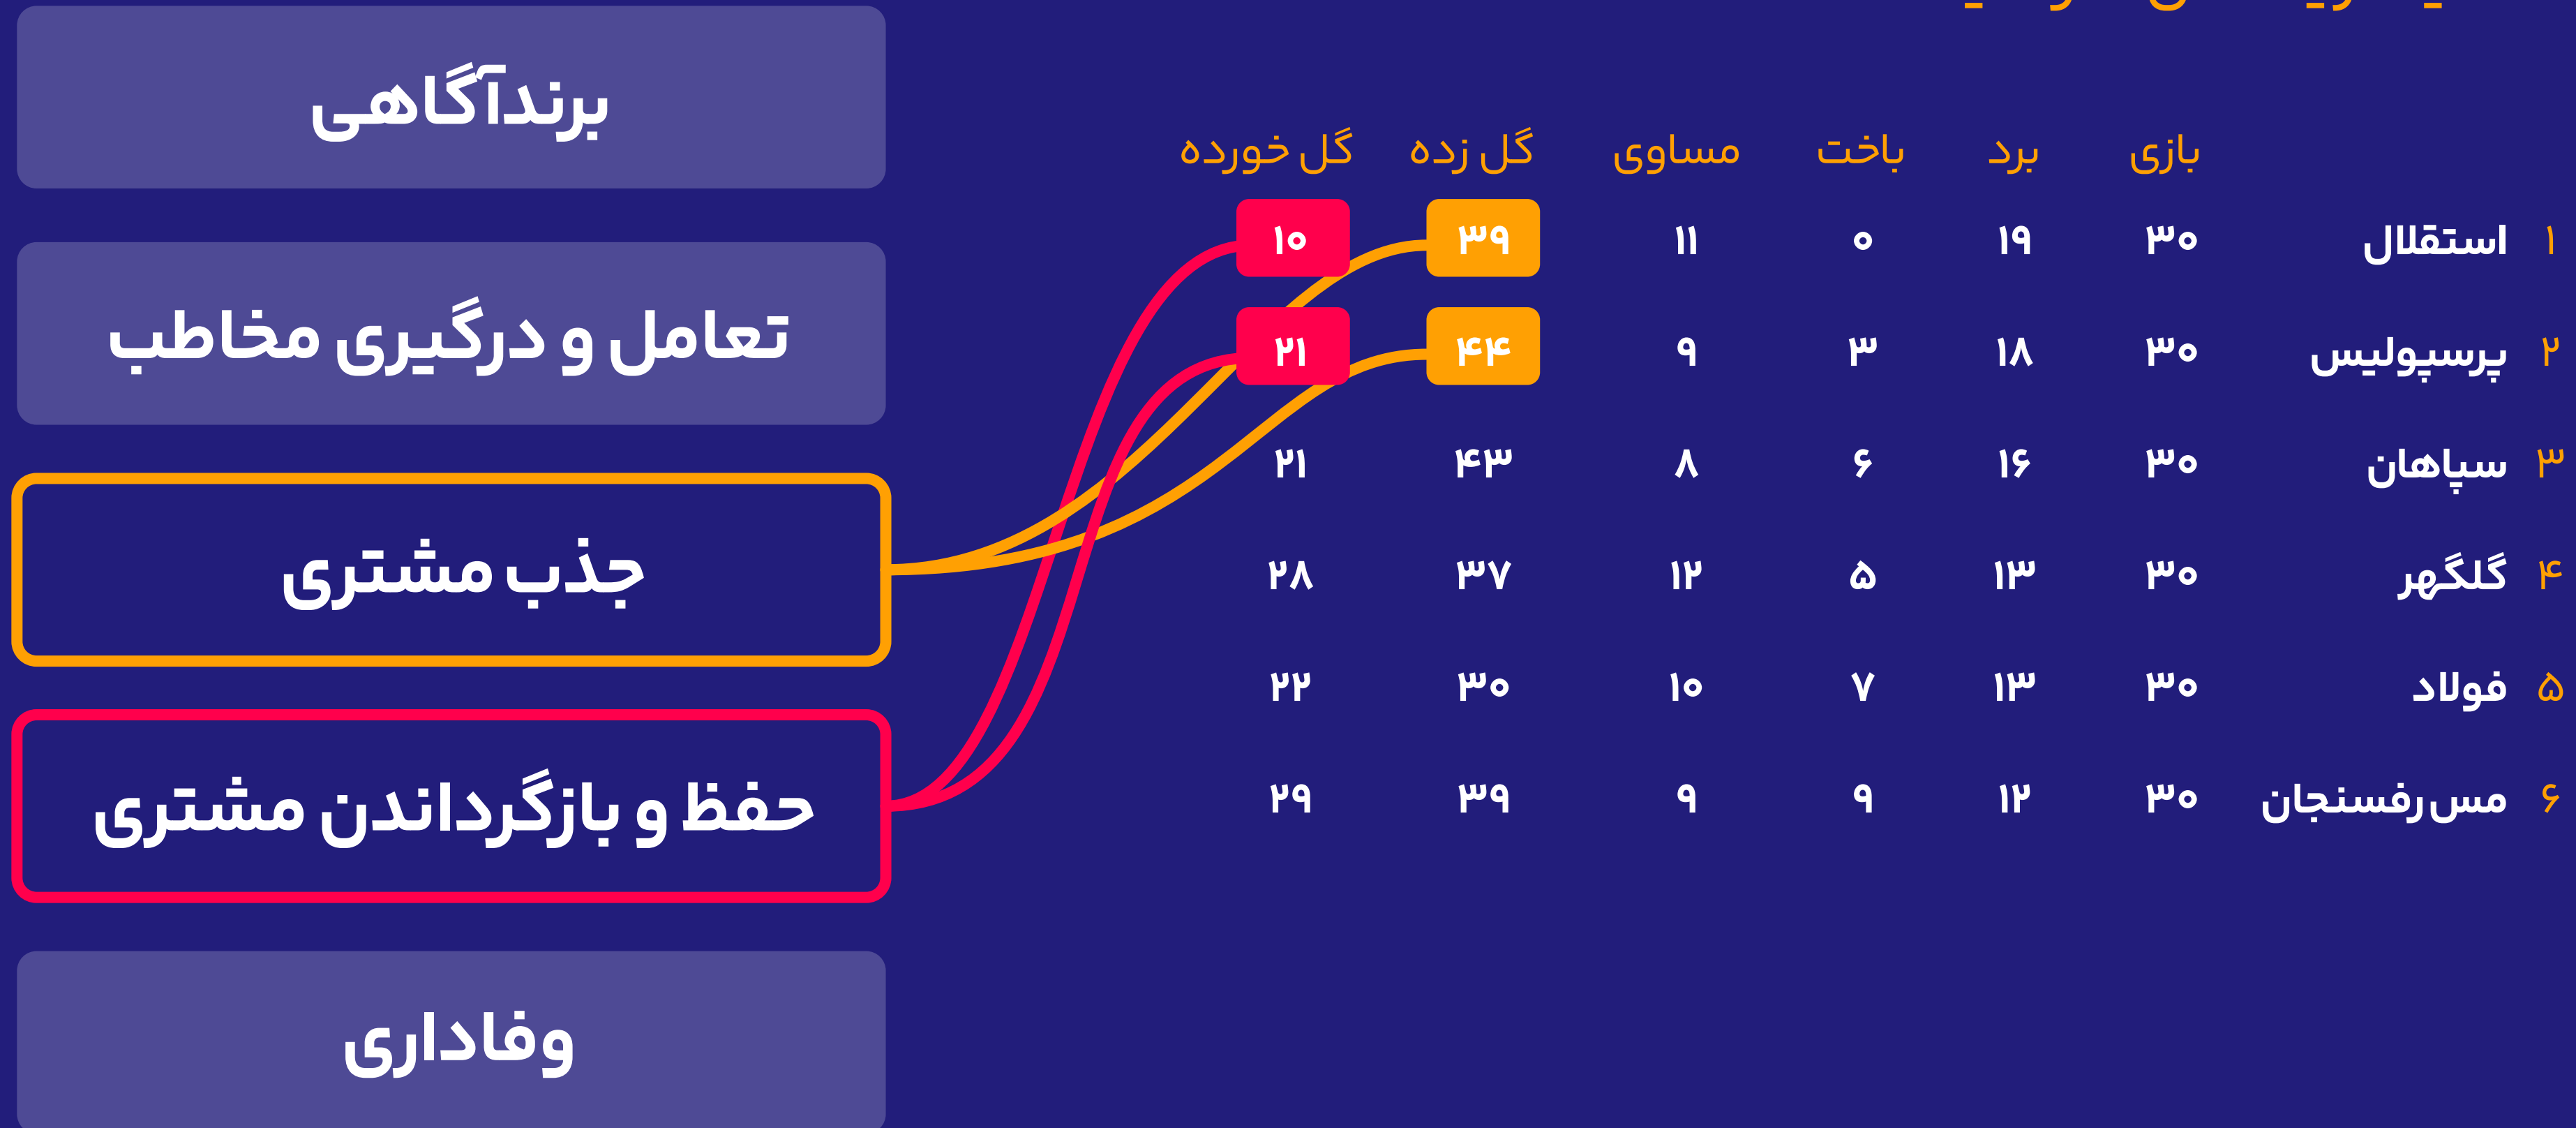 بازی برد باخت مساوی گل زده گل خورده
۱ استقلال ۳۰ ۱۹ ۰ ۱۱ ۳۹ ۱۰
۲ پرسپولیس ۳۰ ۱۸ ۳ ۹ ۴۴ ۲۱
۳ سپاهان ۳۰ ۱۶ ۶ ۸ ۴۳ ۲۱
۴ گلگهر ۳۰ ۱۳ ۵ ۱۲ ۳۷ ۲۸
۵ فولاد ۳۰ ۱۳ ۷ ۱۰ ۳۰ ۲۲
۶ مس رفسنجان ۳۰ ۱۲ ۹ ۹ ۳۹ ۲۹
برندآگاهی
تعامل و درگیری مخاطب
جذب مشتری
حفظ و بازگرداندن مشتری
وفاداری